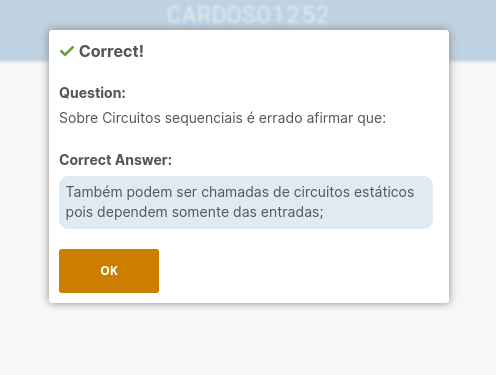 CARDOSO1252
Correct!
Question:
Sobre Circuitos sequenciais é errado afirmar que:
Correct Answer:
Também podem ser chamadas de circuitos estáticos
pois dependem somente das entradas;
OK